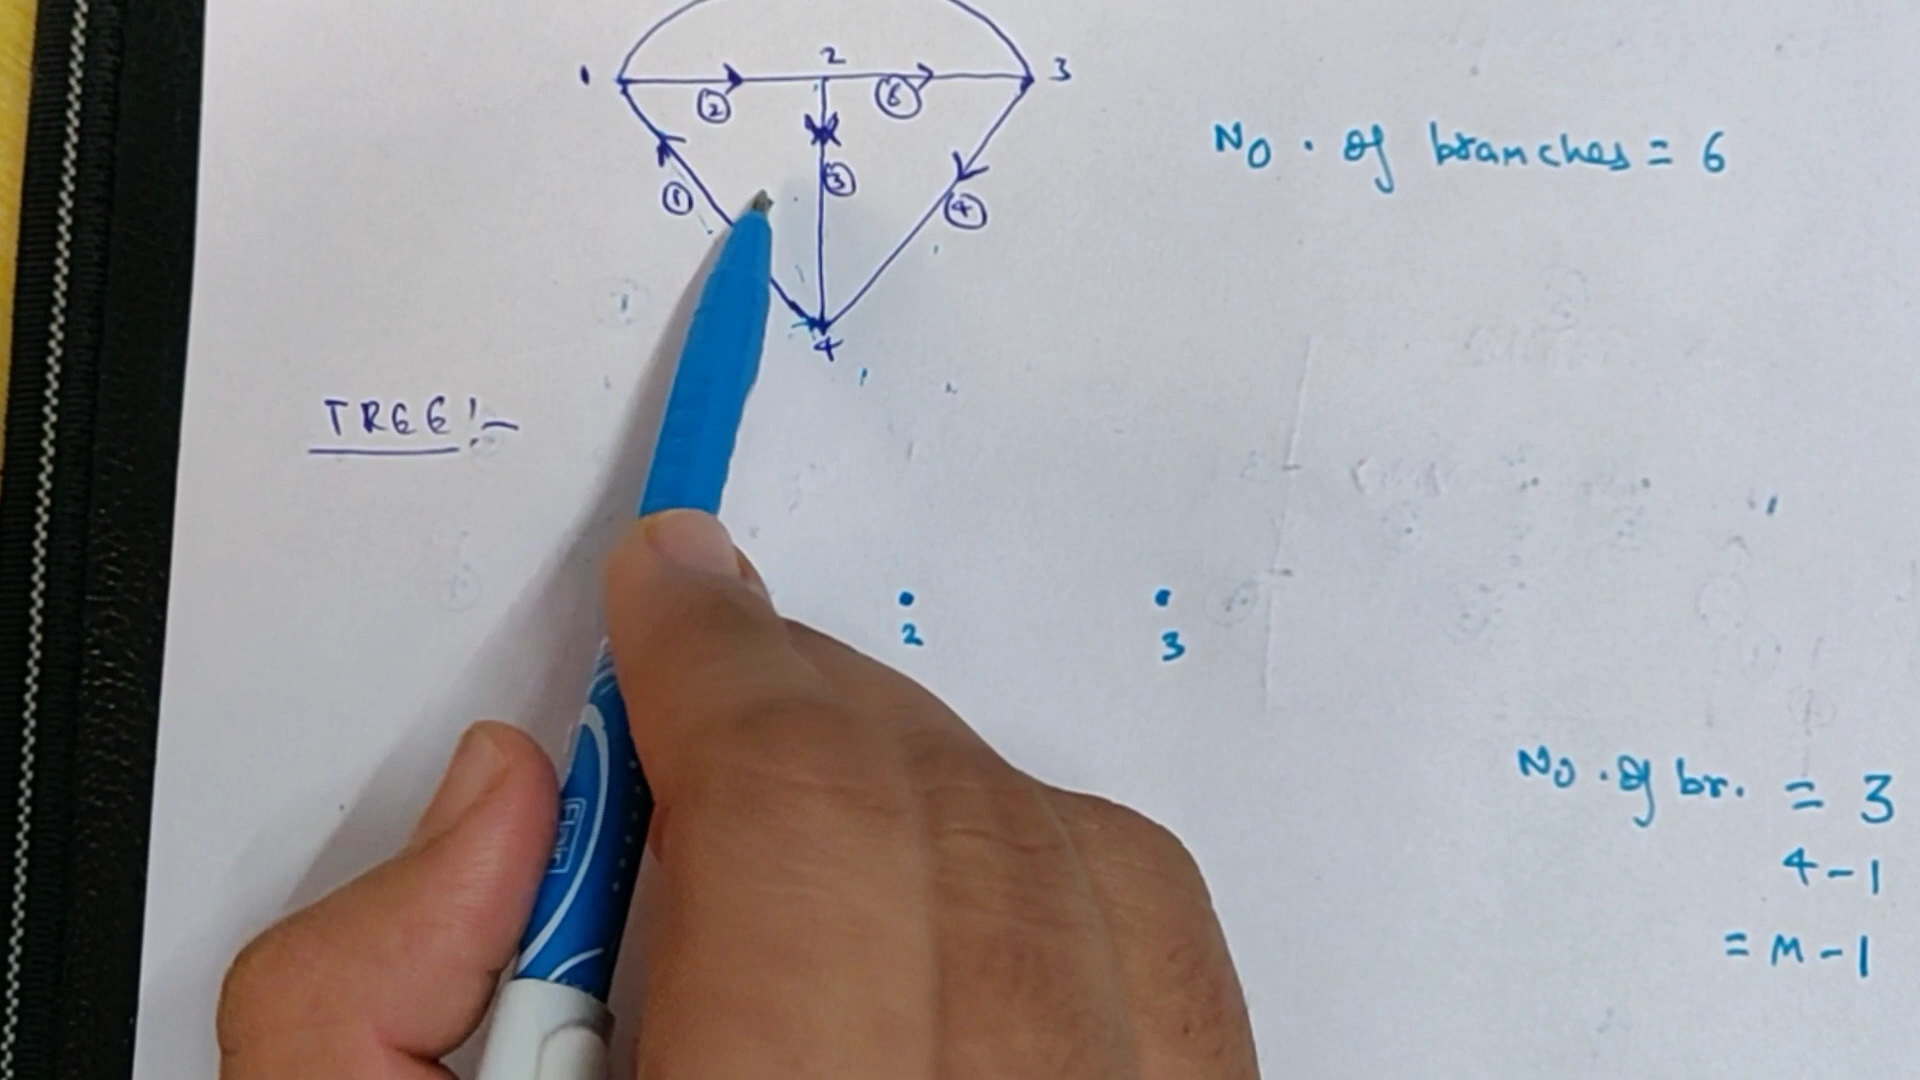 1 2 3
② ⑥
③
① ④
4
No. of branches = 6
TREE :-
2 3
No. of br. = 3
4-1
= n-1